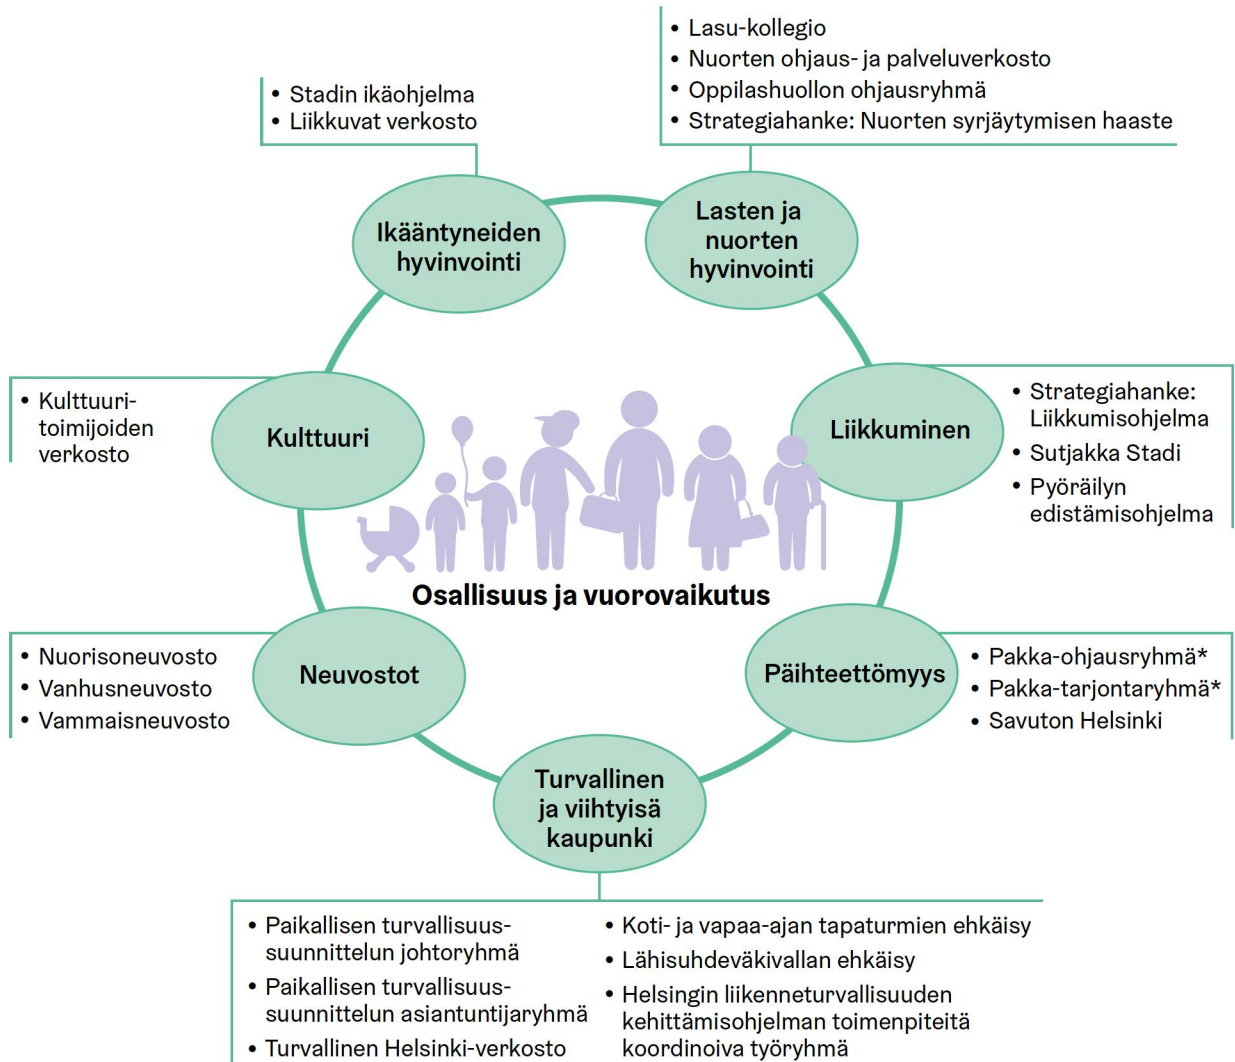 • Lasu-kollegio
• Nuorten ohjaus- ja palveluverkosto
• Oppilashuollon ohjausryhmä
• Strategiahanke: Nuorten syrjäytymisen haaste
• Stadin ikäohjelma
• Liikkuvat verkosto
Ikääntyneiden
hyvinvointi
Lasten ja
nuorten
hyvinvointi
• Kulttuuri-
toimijoiden
verkosto
Kulttuuri
Liikkuminen
• Strategiahanke:
Liikkumisohjelma
• Sutjakka Stadi
• Pyöräilyn
edistämisohjelma
Osallisuus ja vuorovaikutus
• Nuorisoneuvosto
• Vanhusneuvosto
• Vammaisneuvosto
Neuvostot
Päihteettömyys
• Pakka-ohjausryhmä*
• Pakka-tarjontaryhmä*
• Savuton Helsinki
Turvallinen
ja viihtyisä
kaupunki
• Paikallisen turvallisuus-
suunnittelun johtoryhmä
• Paikallisen turvallisuus-
suunnittelun asiantuntijaryhmä
• Turvallinen Helsinki-verkosto
• Koti- ja vapaa-ajan tapaturmien ehkäisy
• Lähisuhdeväkivallan ehkäisy
• Helsingin liikenneturvallisuuden
kehittämisohjelman toimenpiteitä
koordinoiva työryhmä